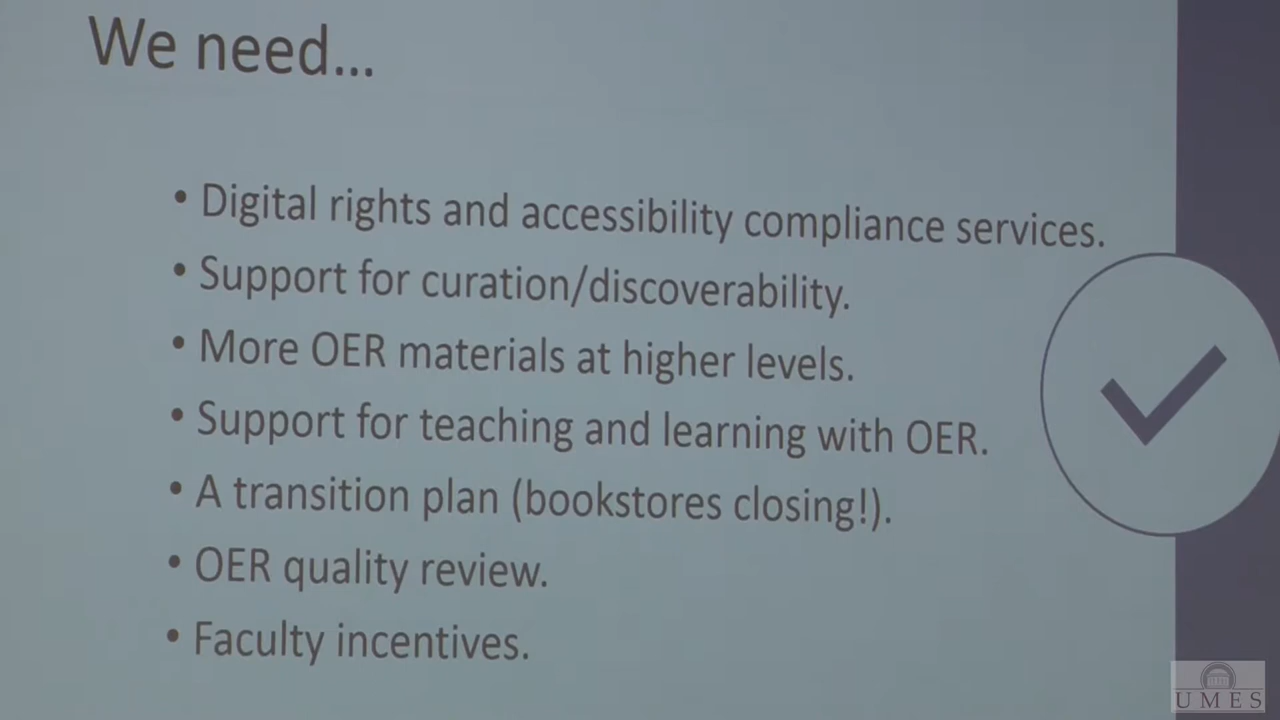 We need...
• Digital rights and accessibility compliance services.
• Support for curation/discoverability.
• More OER materials at higher levels.
• Support for teaching and learning with OER.
• A transition plan (bookstores closing!).
• OER quality review.
• Faculty incentives.
UMES